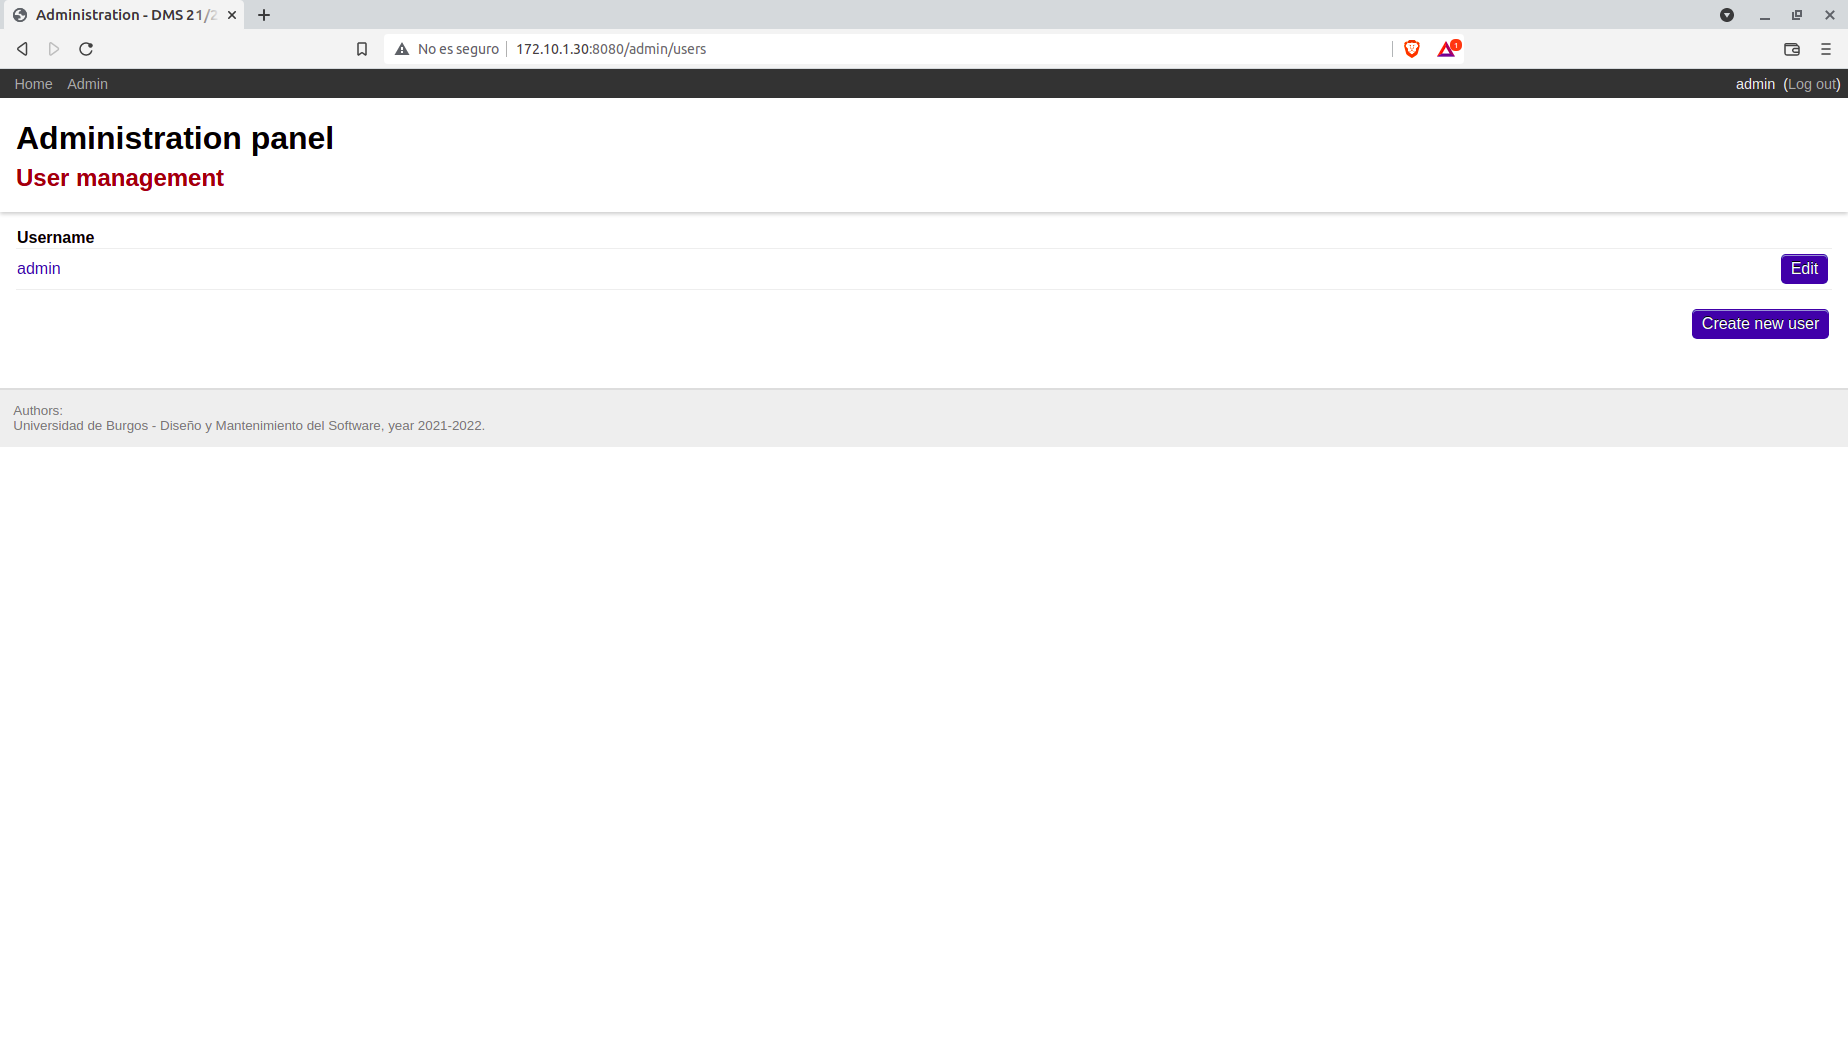 Administration - DMS 21/2
No es seguro 172.10.1.30:8080/admin/users
1
Home Admin admin (Log out)
Administration panel
User management
Username
admin Edit
Create new user
Authors:
Universidad de Burgos - Diseño y Mantenimiento del Software, year 2021-2022.